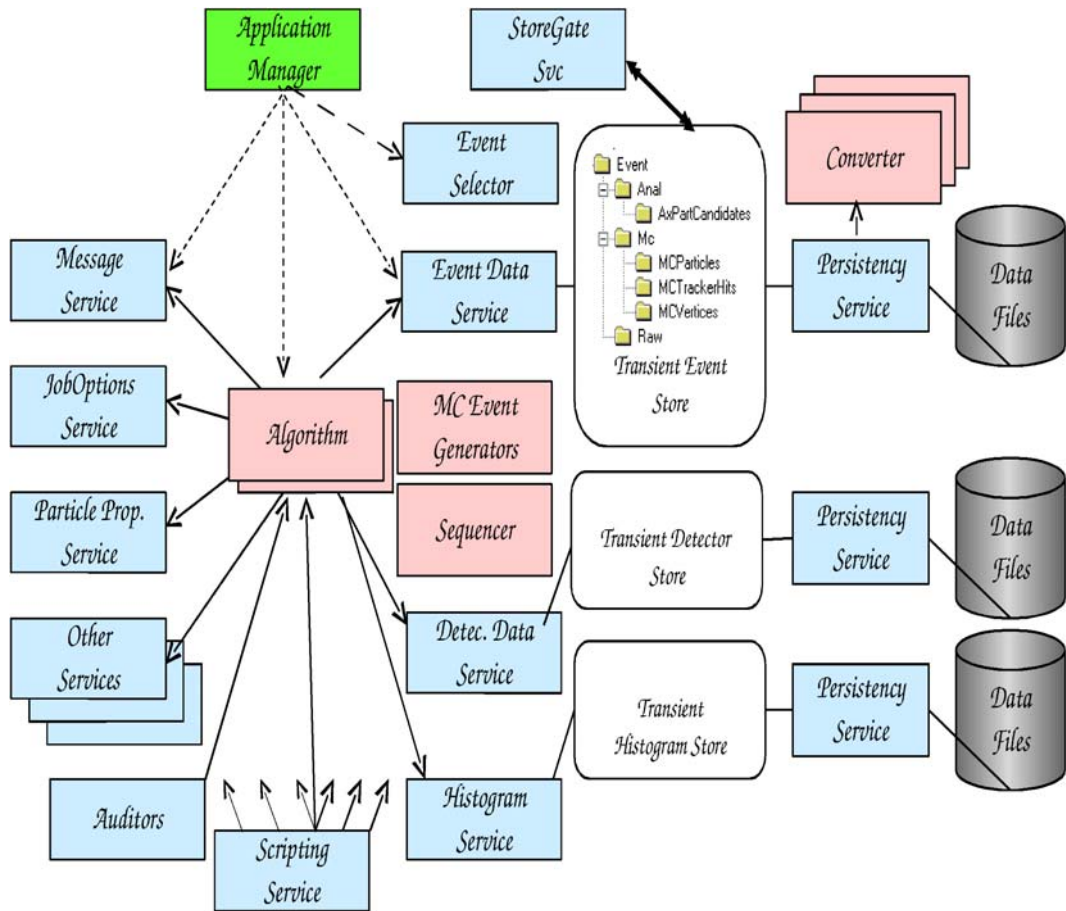 Application
Manager
StoreGate
Svc
Event
Selector
Converter
Event
Anal
AxPartCandidates
Mc
MCParticles
MCTrackerHits
MCVertices
Raw
Transient Event
Store
Message
Service
Event Data
Service
Persistency
Service
Data
Files
JobOptions
Service
Algorithm
MC Event
Generators
Particle Prop.
Service
Sequencer
Transient Detector
Store
Persistency
Service
Data
Files
Other
Services
Detec. Data
Service
Transient
Histogram Store
Persistency
Service
Data
Files
Auditors
Scripting
Service
Histogram
Service